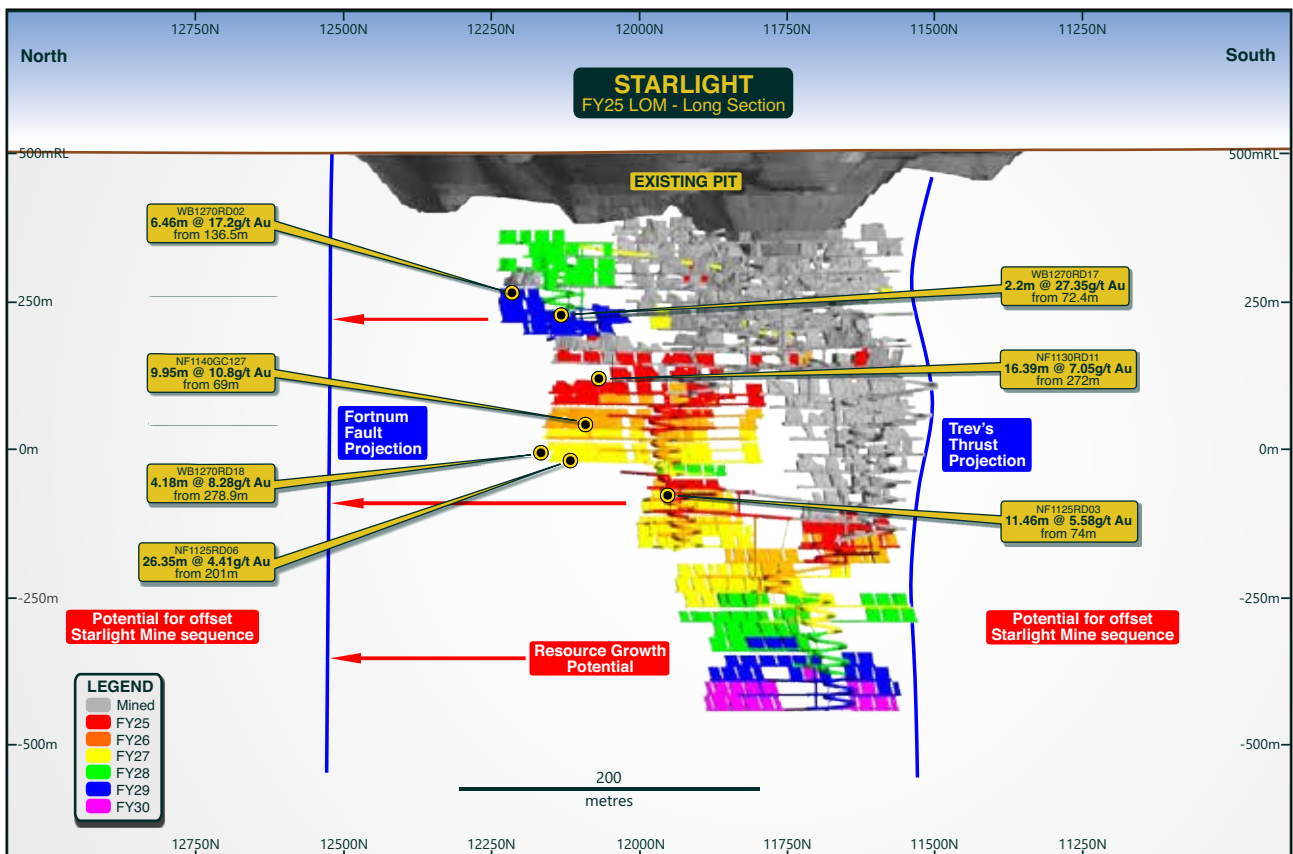 12750N
12500N
12250N
12000N
11750N
11500N
11250N
North
South
STARLIGHT
FY25 LOM - Long Section
500mRL
500mRL
EXISTING PIT
WB1270RD02
6.46m @ 17.2g/t Au
from 136.5m
WB1270RD17
2.2m @ 27.35g/t Au
from 72.4m
250m
250m
NF1140GC127
9.95m @ 10.8g/t Au
from 69m
NF1130RD11
16.39m @ 7.05g/t Au
from 272m
Fortnum
Fault
Projection
Trev's
Thrust
Projection
0m
0m
WB1270RD18
4.18m @ 8.28g/t Au
from 278.9m
NF1125RD03
11.46m @ 5.58g/t Au
from 74m
NF1125RD06
26.35m @ 4.41g/t Au
from 201m
-250m
-250m
Potential for offset
Starlight Mine sequence
Potential for offset
Starlight Mine sequence
Resource Growth
Potential
LEGEND
Mined
FY25
FY26
FY27
FY28
FY29
FY30
-500m
-500m
200
metres
12750N
12500N
12250N
12000N
11750N
11500N
11250N